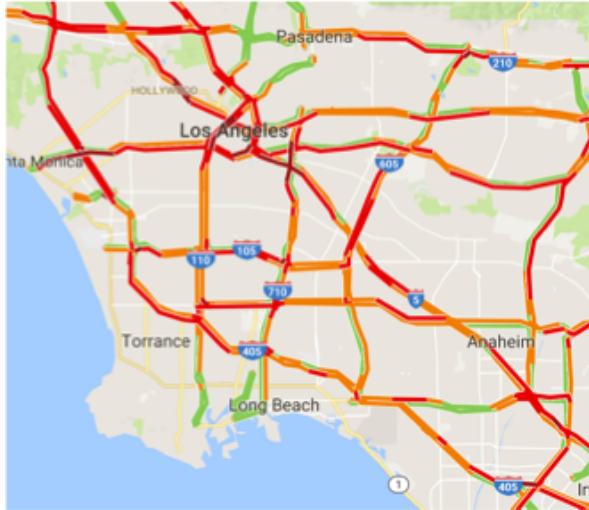 Pasadena
210
HOLLYWOOD
Los Angeles
nta Monica
605
105
110
710
5
Torrance
Anaheim
405
Long Beach
1
405
Ir